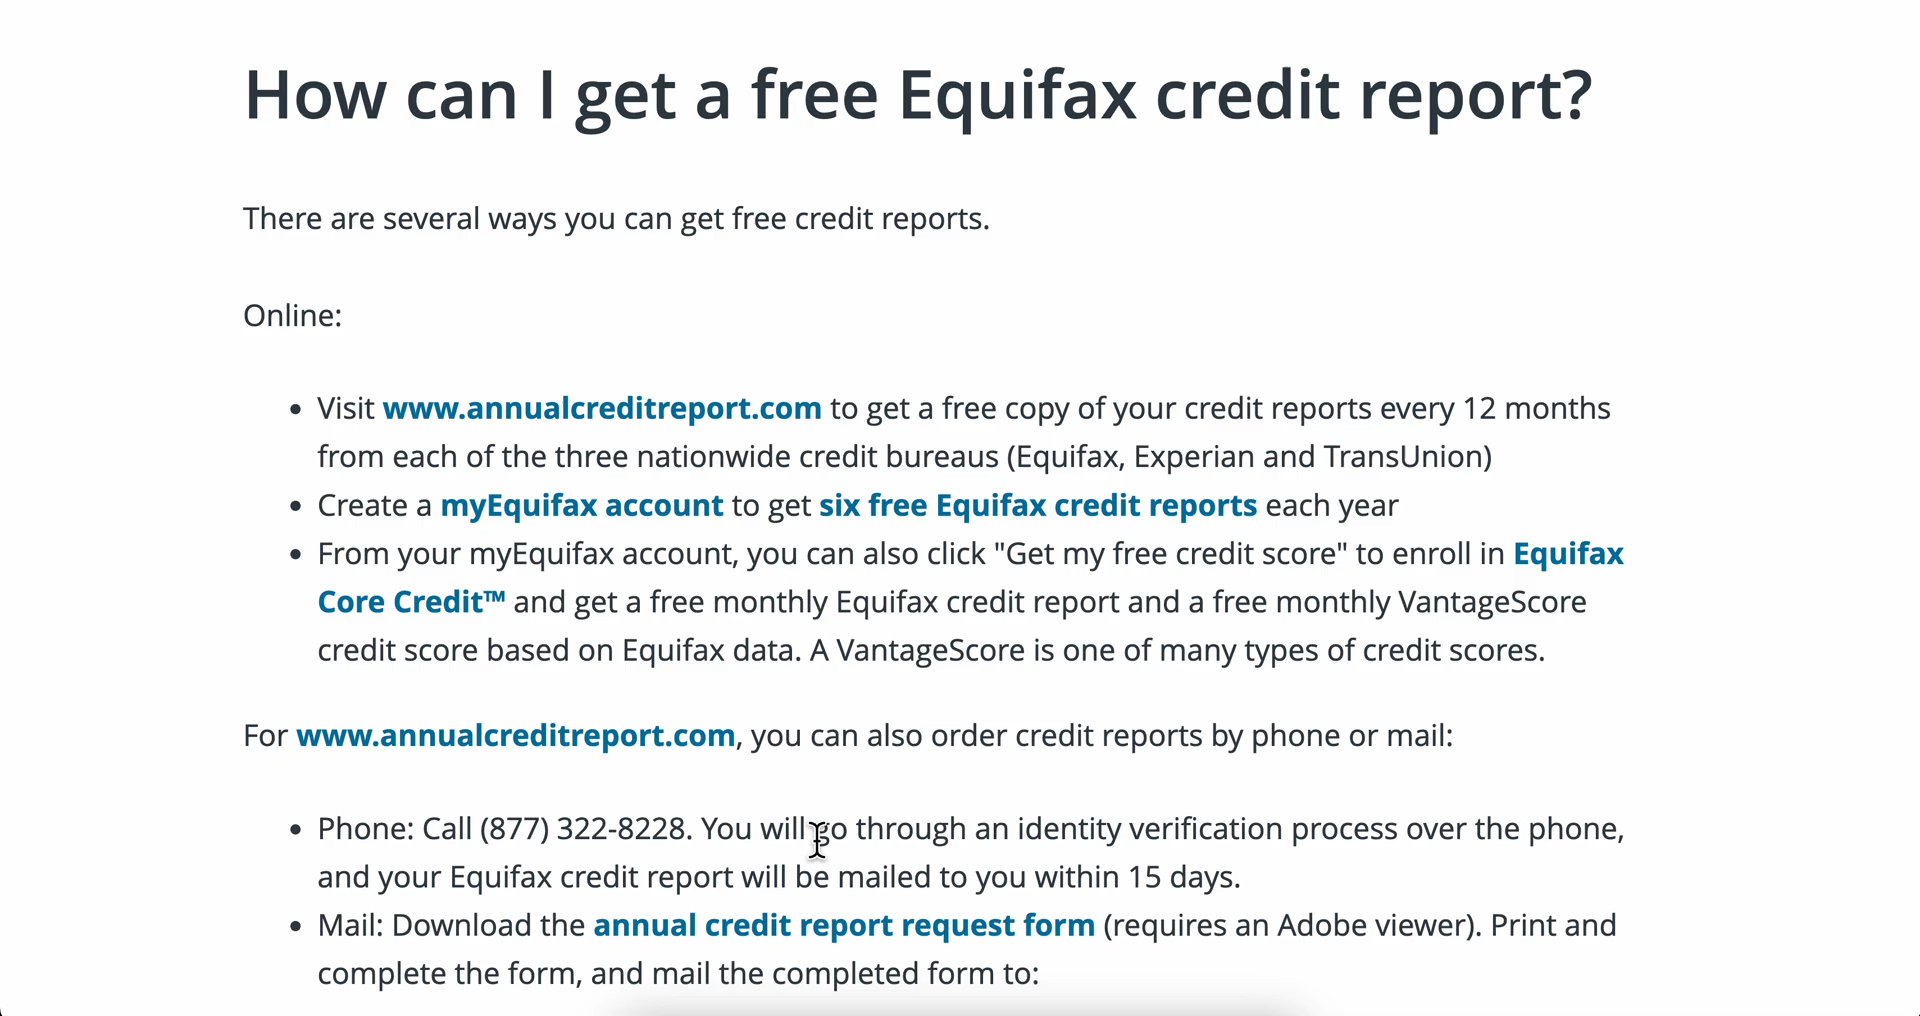 How can I get a free Equifax credit report?
There are several ways you can get free credit reports.
Online:
• Visit www.annualcreditreport.com to get a free copy of your credit reports every 12 months
from each of the three nationwide credit bureaus (Equifax, Experian and TransUnion)
• Create a myEquifax account to get six free Equifax credit reports each year
• From your myEquifax account, you can also click "Get my free credit score" to enroll in Equifax
Core Credit™ and get a free monthly Equifax credit report and a free monthly VantageScore
credit score based on Equifax data. A VantageScore is one of many types of credit scores.
For www.annualcreditreport.com, you can also order credit reports by phone or mail:
• Phone: Call (877) 322-8228. You will go through an identity verification process over the phone,
and your Equifax credit report will be mailed to you within 15 days.
• Mail: Download the annual credit report request form (requires an Adobe viewer). Print and
complete the form, and mail the completed form to: